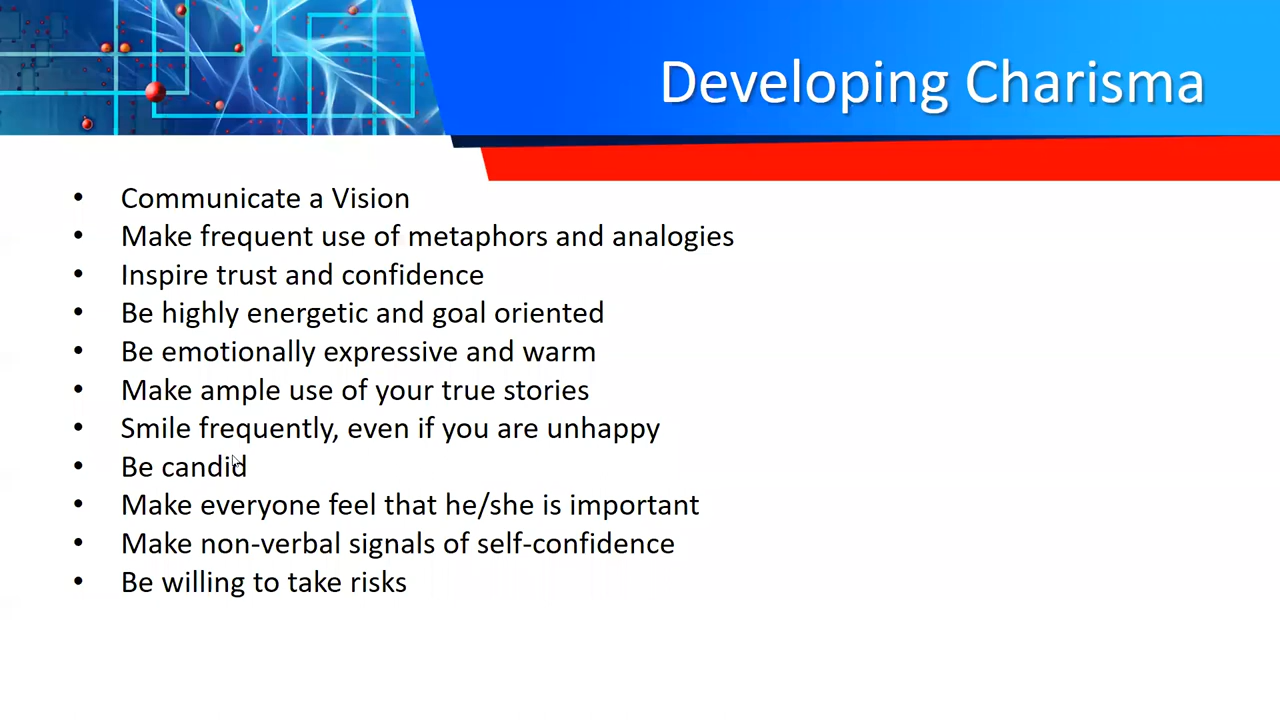 Developing Charisma
• Communicate a Vision
• Make frequent use of metaphors and analogies
• Inspire trust and confidence
• Be highly energetic and goal oriented
• Be emotionally expressive and warm
• Make ample use of your true stories
• Smile frequently, even if you are unhappy
• Be candid
• Make everyone feel that he/she is important
• Make non-verbal signals of self-confidence
• Be willing to take risks